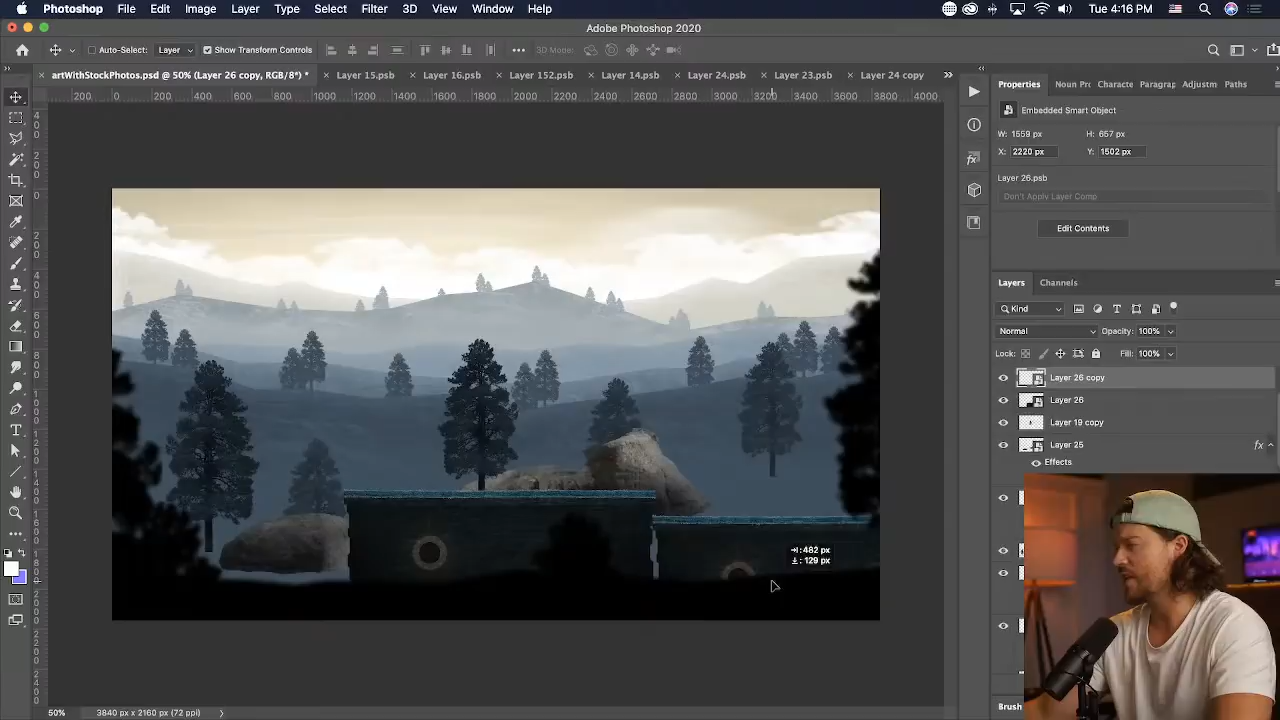 Photoshop File Edit Image Layer Type Select Filter 3D View Window Help
Tue 4:16 PM
Adobe Photoshop 2020
Auto-Select: Layer Show Transform Controls
3D Mode:
artWithStockPhotos.psd @ 50% (Layer 26 copy, RGB/8*) * Layer 15.psb Layer 16.psb Layer 152.psb Layer 14.psb Layer 24.psb Layer 23.psb Layer 24 copy
200 0 200 400 600 800 1000 1200 1400 1600 1800 2000 2200 2400 2600 2800 3000 3200 3400 3600 3800 4000
Properties Noun Pr Characte Paragrap Adjustm Paths
Embedded Smart Object
W: 1559 px H: 657 px
X: 2220 px Y: 1502 px
Layer 26.psb
Don't Apply Layer Comp
Edit Contents
Layers Channels
Kind
Normal Opacity: 100%
Lock: Fill: 100%
Layer 26 copy
Layer 26
Layer 19 copy
Layer 25 fx
Effects
Brush
: 482 px
: 129 px
50% 3840 px x 2160 px (72 ppi)